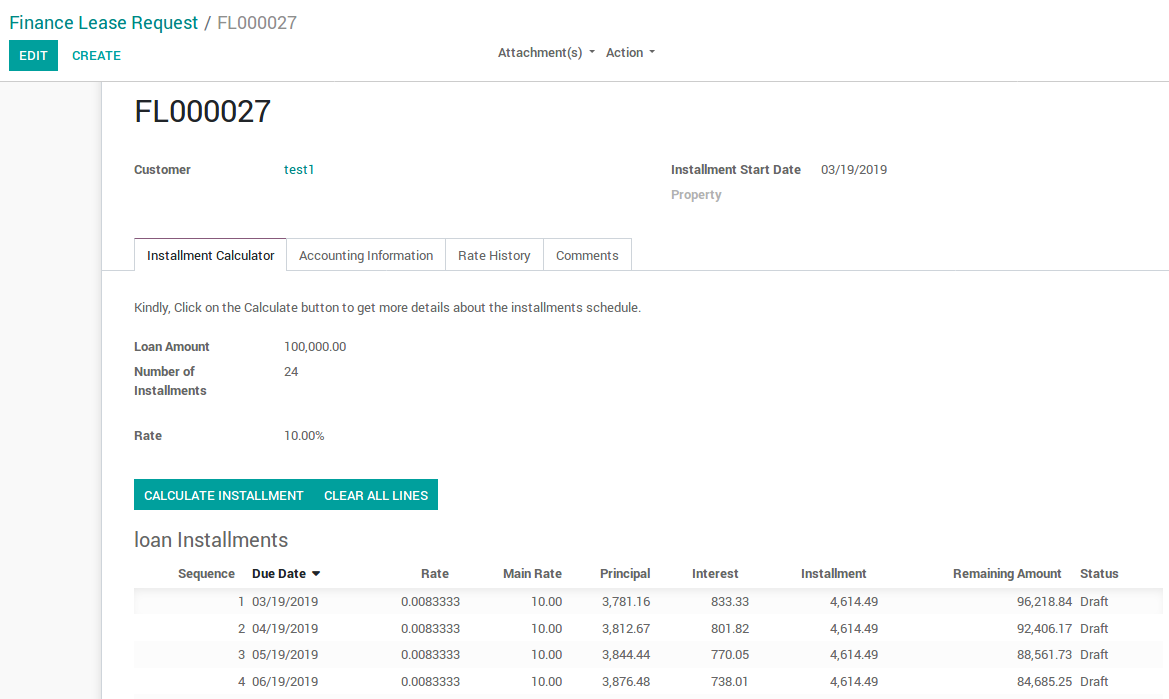 Finance Lease Request / FL000027
EDIT CREATE Attachment(s) Action
FL000027
Customer test1 Installment Start Date 03/19/2019
Property
Installment Calculator Accounting Information Rate History Comments
Kindly, Click on the Calculate button to get more details about the installments schedule.
Loan Amount 100,000.00
Number of 24
Installments
Rate 10.00%
CALCULATE INSTALLMENT CLEAR ALL LINES
loan Installments
Sequence Due Date Rate Main Rate Principal Interest Installment Remaining Amount Status
1 03/19/2019 0.0083333 10.00 3,781.16 833.33 4,614.49 96,218.84 Draft
2 04/19/2019 0.0083333 10.00 3,812.67 801.82 4,614.49 92,406.17 Draft
3 05/19/2019 0.0083333 10.00 3,844.44 770.05 4,614.49 88,561.73 Draft
4 06/19/2019 0.0083333 10.00 3,876.48 738.01 4,614.49 84,685.25 Draft